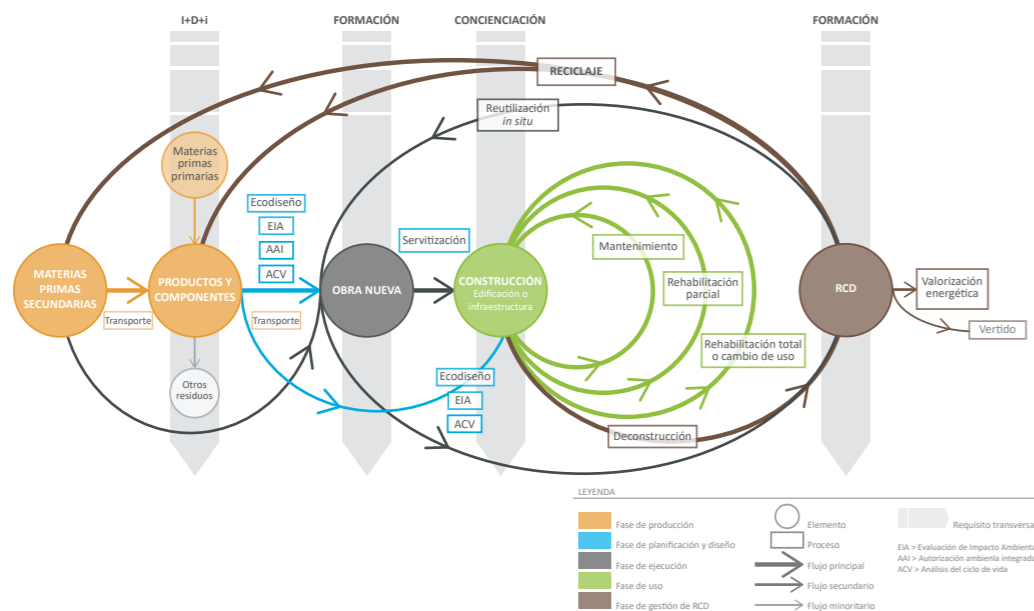 I+D+i
FORMACIÓN
CONCIENCIACIÓN
FORMACIÓN
RECICLAJE
Reutilización
in situ
Materias
primas
primarias
Ecodiseño
EIA
AAI
ACV
Servitización
Mantenimiento
MATERIAS
PRIMAS
SECUNDARIAS
Transporte
PRODUCTOS Y
COMPONENTES
Transporte
OBRA NUEVA
CONSTRUCCIÓN
Edificación o
infraestructura
Rehabilitación
parcial
RCD
Valorización
energética
Vertido
Rehabilitación total
o cambio de uso
Otros
residuos
Ecodiseño
EIA
ACV
Deconstrucción
LEYENDA
Fase de producción
Fase de planificación y diseño
Fase de ejecución
Fase de uso
Fase de gestión de RCD
Elemento
Proceso
Flujo principal
Flujo secundario
Flujo minoritario
Requisito transversa
EIA > Evaluación de Impacto Ambienta
AAI > Autorización ambienla integrada
ACV > Análisis del ciclo de vida